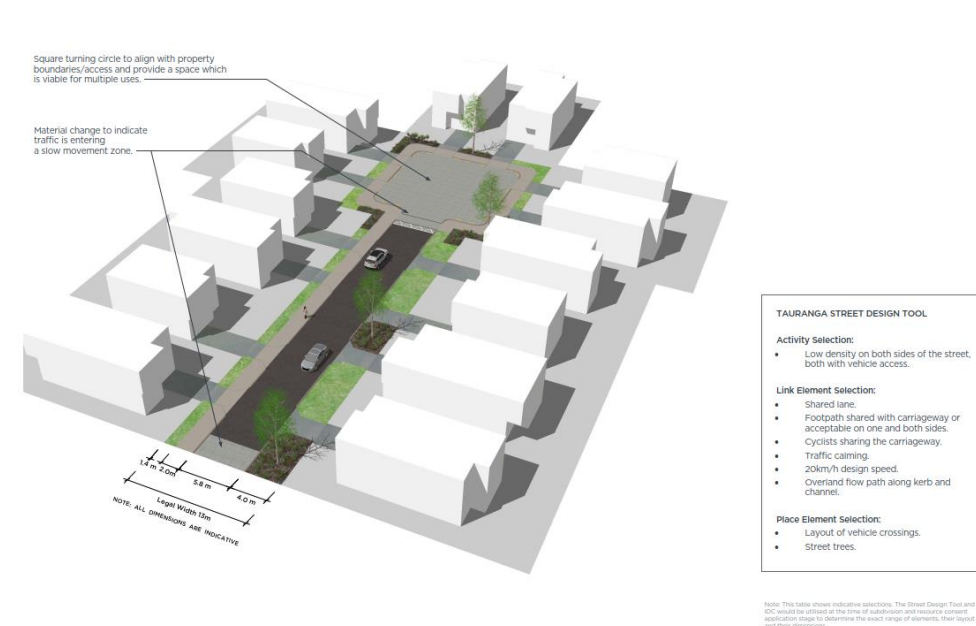 Square turning circle to align with property
boundaries/access and provide a space which
is viable for multiple uses.
Material change to indicate
traffic is entering
a slow movement zone.
1.4 m 2.0m 5.8 m 4.0 m
Legal Width 13m
NOTE: ALL DIMENSIONS ARE INDICATIVE
TAURANGA STREET DESIGN TOOL
Activity Selection:
• Low density on both sides of the street,
both with vehicle access.
Link Element Selection:
• Shared lane.
• Footpath shared with carriageway or
acceptable on one and both sides.
• Cyclists sharing the carriageway.
• Traffic calming.
• 20km/h design speed.
• Overland flow path along kerb and
channel.
Place Element Selection:
• Layout of vehicle crossings.
• Street trees.
Note: This table shows indicative selections. The Street Design Tool and
IDC would be utilised at the time of subdivision and resource consent
application stage to determine the exact range of elements, their layout
and their dimensions.